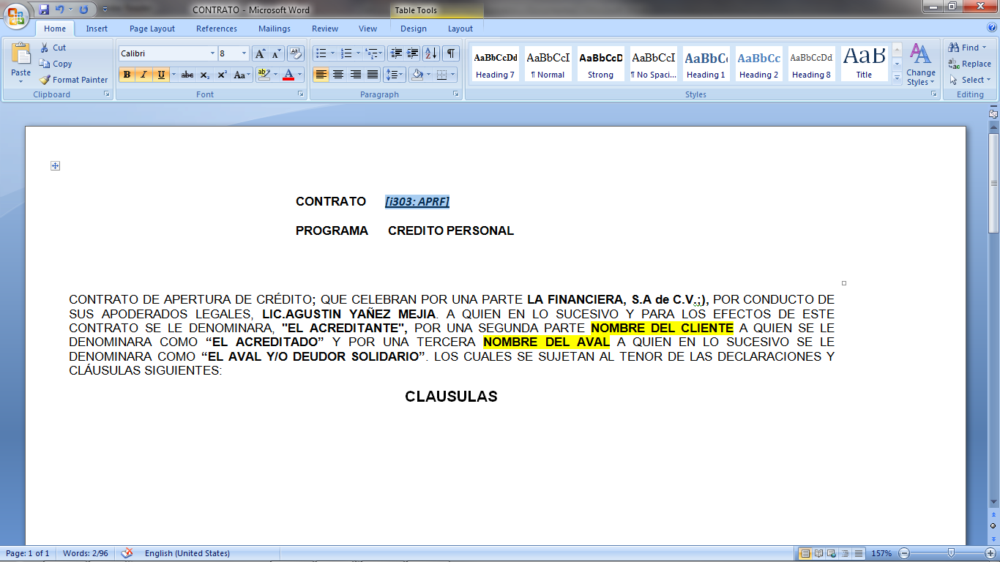 CONTRATO - Microsoft Word
Table Tools
Home Insert Page Layout References Mailings Review View Design Layout
Paste
Cut
Copy
Format Painter
Clipboard
Calibri 8
B I U abc x₂ x² Aa
Font
Paragraph
AaBbCcDd AaBbCcI AaBbCcD AaBbCcI AaBbC AaBbCc AaBbCcDd AaB
Heading 7 ¶ Normal Strong ¶ No Spaci... Heading 1 Heading 2 Heading 8 Title
Change Styles
Styles
Find
Replace
Select
Editing
CONTRATO [i303: APRF]
PROGRAMA CREDITO PERSONAL
CONTRATO DE APERTURA DE CRÉDITO; QUE CELEBRAN POR UNA PARTE LA FINANCIERA, S.A de C.V.;), POR CONDUCTO DE
SUS APODERADOS LEGALES, LIC.AGUSTIN YAÑEZ MEJIA. A QUIEN EN LO SUCESIVO Y PARA LOS EFECTOS DE ESTE
CONTRATO SE LE DENOMINARA, "EL ACREDITANTE", POR UNA SEGUNDA PARTE NOMBRE DEL CLIENTE A QUIEN SE LE
DENOMINARA COMO “EL ACREDITADO” Y POR UNA TERCERA NOMBRE DEL AVAL A QUIEN EN LO SUCESIVO SE LE
DENOMINARA COMO “EL AVAL Y/O DEUDOR SOLIDARIO”. LOS CUALES SE SUJETAN AL TENOR DE LAS DECLARACIONES Y
CLÁUSULAS SIGUIENTES:
CLAUSULAS
Page: 1 of 1 Words: 2/96 English (United States) 157%